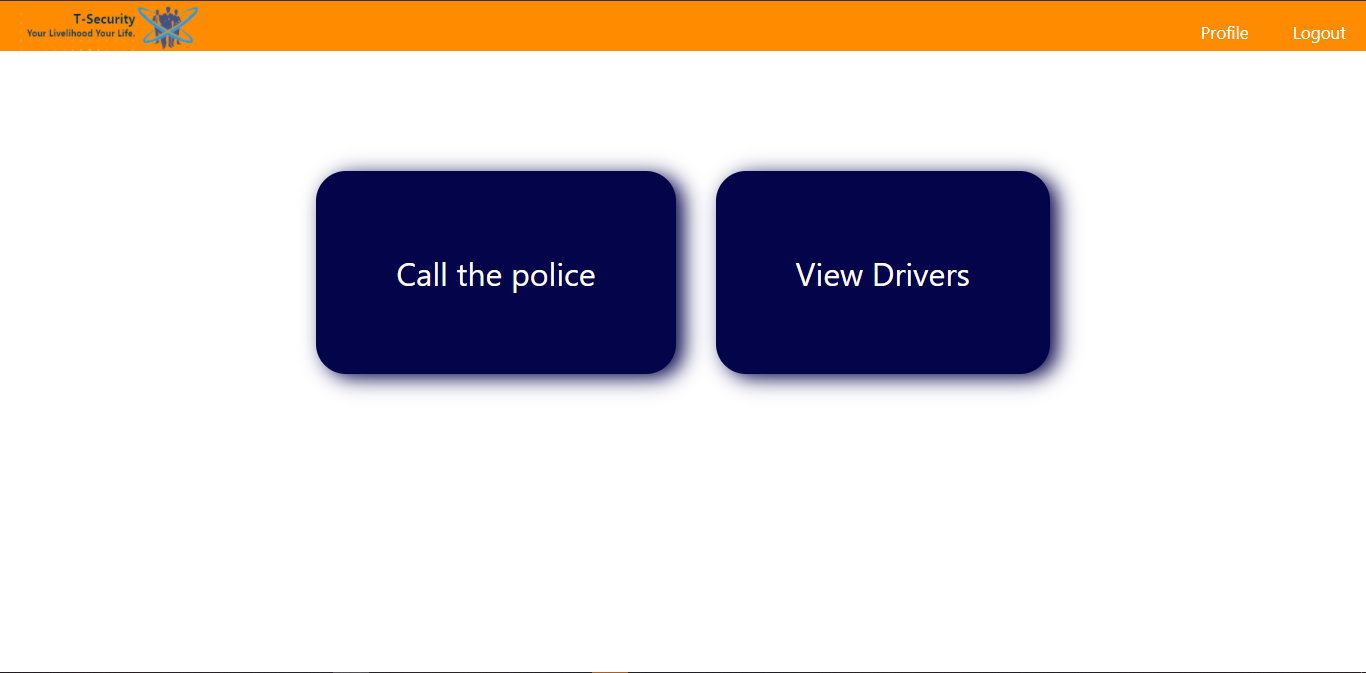 T-Security
Your Livelihood Your Life.
Profile
Logout
Call the police
View Drivers